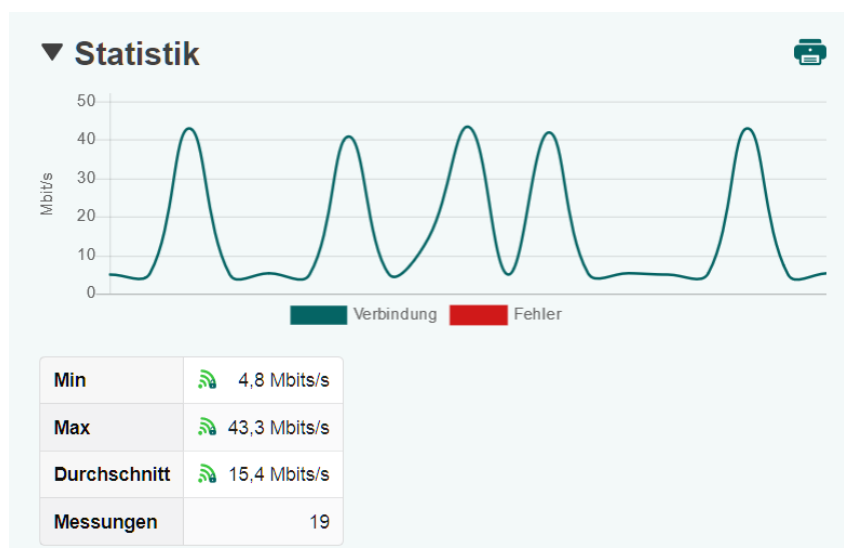 Statistik
50
40
30
20
10
0
Mbit/s
Verbindung Fehler
Min 4,8 Mbits/s
Max 43,3 Mbits/s
Durchschnitt 15,4 Mbits/s
Messungen 19